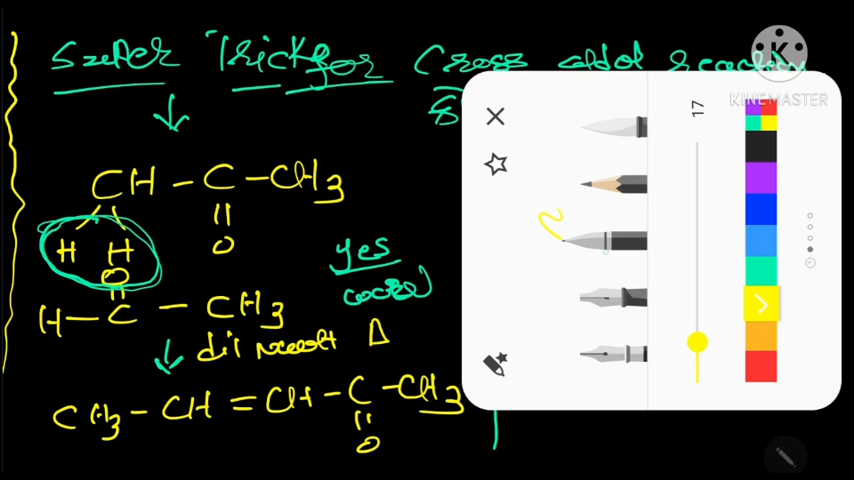 Super Trick for Cross aldol reaction
KINEMASTER
17
CH - C - CH3
H H
O
O
H - C - CH3
yes
dil Δ
CH3 - CH = CH - C - CH3
O